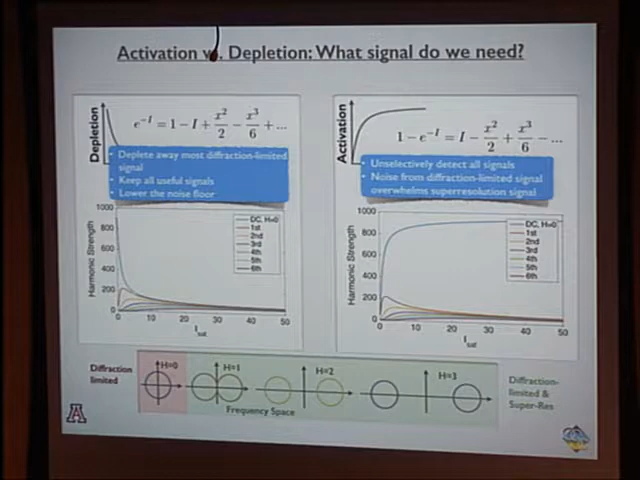 Activation vs. Depletion: What signal do we need?
Depletion
e^{-I} = 1 - I + x²/2 - x³/6 + ...
• Deplete away most diffraction-limited
signal
• Keep all useful signals
• Lower the noise floor
Harmonic Strength
1000
800
600
400
200
0
0 10 20 30 40 50
I_sat
DC, H=0
1st
2nd
3rd
4th
5th
6th
Activation
1 - e^{-I} = I - x²/2 + x³/6 - ...
• Unselectively detect all signals
• Noise from diffraction-limited signal
overwhelms superresolution signal
Harmonic Strength
1000
800
600
400
200
0
0 10 20 30 40 50
I_sat
DC, H=0
1st
2nd
3rd
4th
5th
6th
Diffraction
limited
H=0
H=1
H=2
H=3
Frequency Space
Diffraction-
limited &
Super-Res
A